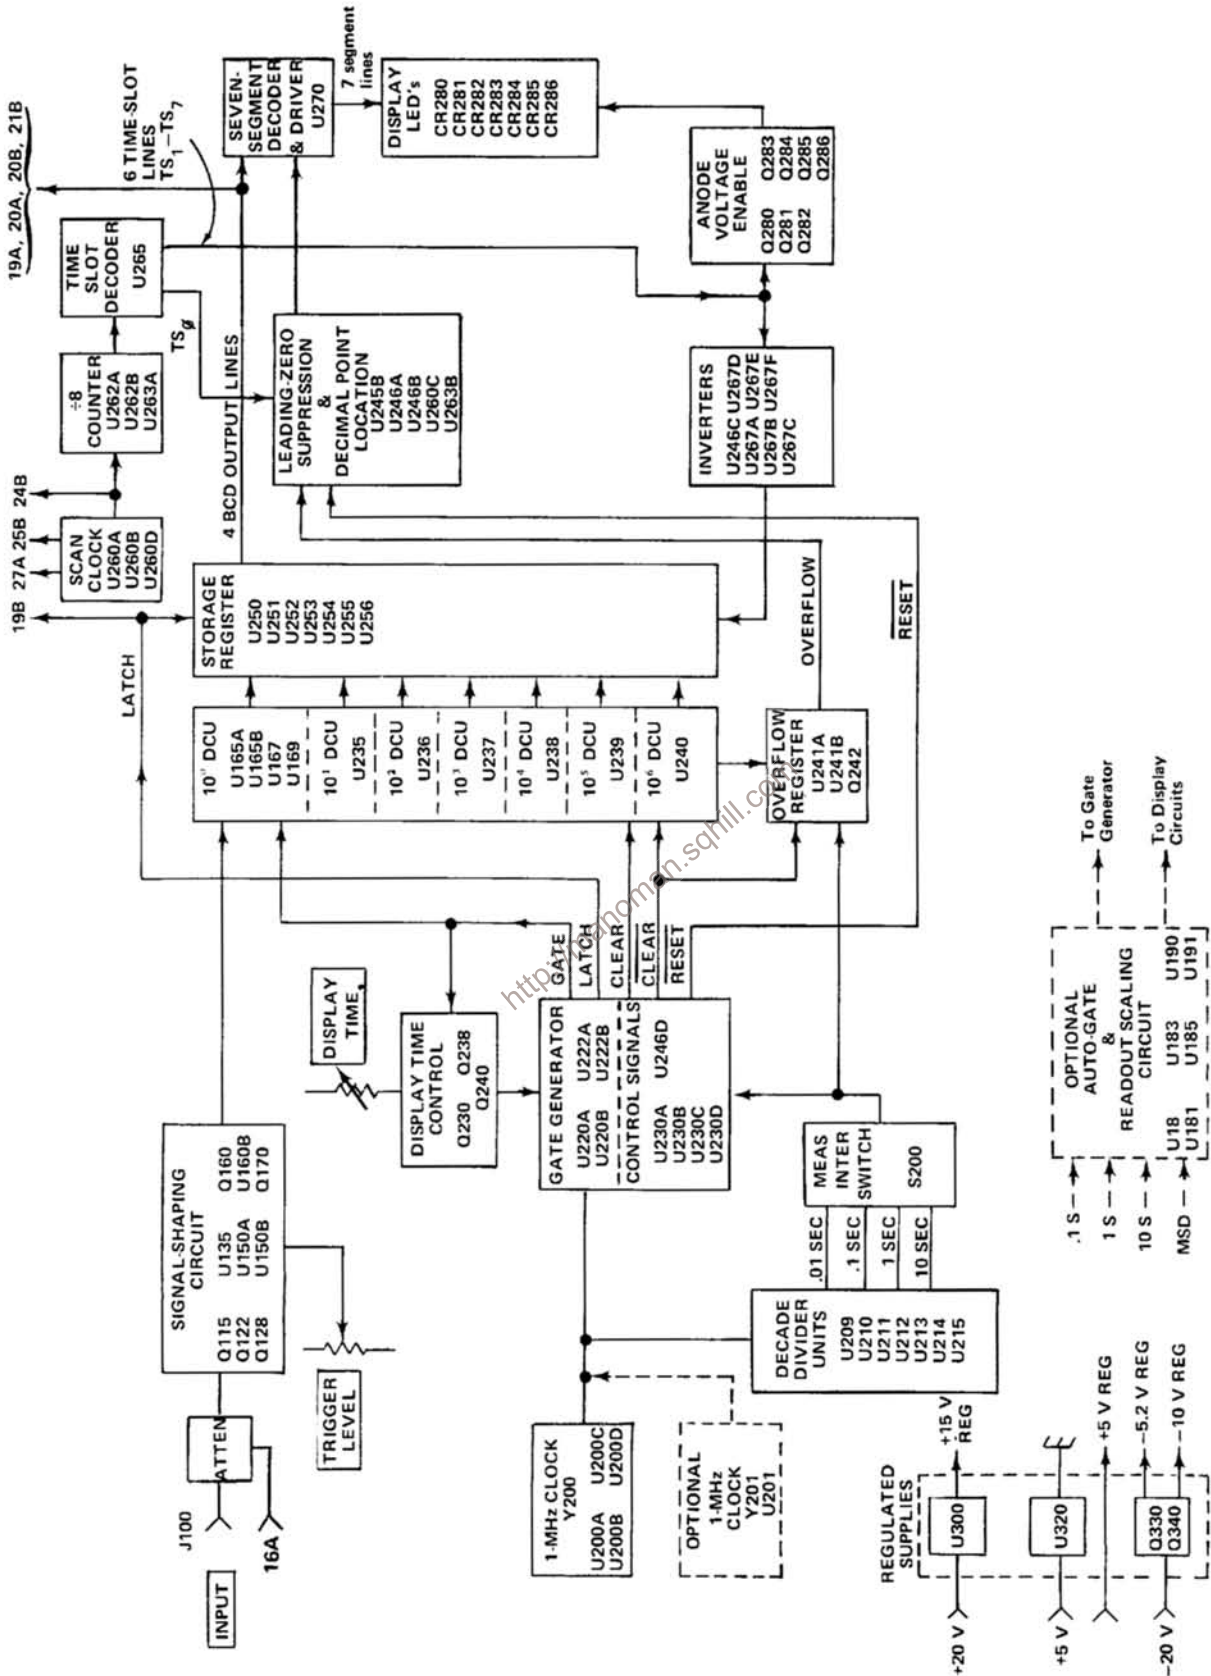 INPUT
J100
16A
ATTEN
SIGNAL-SHAPING
CIRCUIT
Q115 U135 Q160
Q122 U150A U160B
Q128 U150B Q170
TRIGGER
LEVEL
DISPLAY
TIME
DISPLAY TIME
CONTROL
Q230 Q238
Q240
1-MHz CLOCK
Y200
U200A U200C
U200B U200D
OPTIONAL
1-MHz
CLOCK
Y201
U201
GATE GENERATOR
U220A U222A
U220B U222B
CONTROL SIGNALS
U230A U246D
U230B
U230C
U230D
GATE
LATCH
CLEAR
CLEAR
RESET
DECADE
DIVIDER
UNITS
U209
U210
U211
U212
U213
U214
U215
.01 SEC
.1 SEC
1 SEC
10 SEC
MEAS
INTER
SWITCH
S200
LATCH
10⁰ DCU
U165A
U165B
U167
U169
10¹ DCU
U235
10² DCU
U236
10³ DCU
U237
10⁴ DCU
U238
10⁵ DCU
U239
10⁶ DCU
U240
OVERFLOW
REGISTER
U241A
U241B
Q242
OVERFLOW
RESET
19B
STORAGE
REGISTER
U250
U251
U252
U253
U254
U255
U256
27A 25B 24B
SCAN
CLOCK
U260A
U260B
U260D
÷8
COUNTER
U262A
U262B
U263A
TIME
SLOT
DECODER
U265
TSø
4 BCD OUTPUT LINES
19A, 20A, 20B, 21B
6 TIME-SLOT
LINES
TS₁–TS₇
LEADING-ZERO
SUPPRESSION
&
DECIMAL POINT
LOCATION
U245B
U246A
U246B
U260C
U263B
INVERTERS
U246C U267D
U267A U267E
U267B U267F
U267C
SEVEN-
SEGMENT
DECODER
& DRIVER
U270
7 segment
lines
DISPLAY
LED's
CR280
CR281
CR282
CR283
CR284
CR285
CR286
ANODE
VOLTAGE
ENABLE
Q280 Q283
Q281 Q284
Q282 Q285
Q286
REGULATED
SUPPLIES
+20 V
U300
+15 V
REG
+5 V
U320
+5 V REG
-20 V
Q330
Q340
-5.2 V REG
-10 V REG
.1 S
1 S
10 S
MSD
OPTIONAL
AUTO-GATE
&
READOUT SCALING
CIRCUIT
U18 U183 U190
U181 U185 U191
To Gate
Generator
To Display
Circuits
http://manoman.sqhill.com